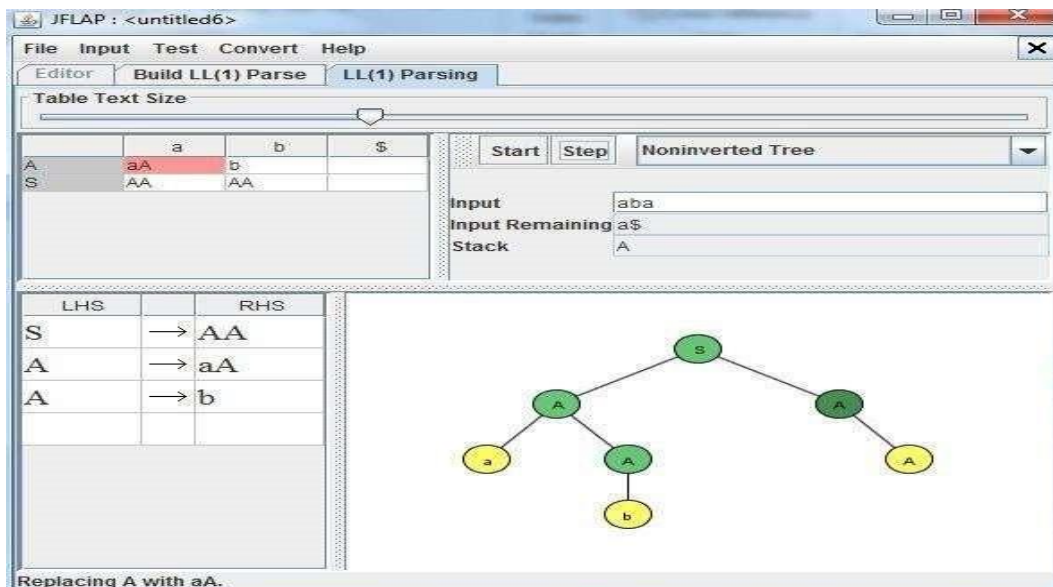 JFLAP : <untitled6>
File Input Test Convert Help
Editor Build LL(1) Parse LL(1) Parsing
Table Text Size
a b $
A aA b
S AA AA
Start Step Noninverted Tree
Input aba
Input Remaining a$
Stack A
LHS RHS
S → AA
A → aA
A → b
S
A A
a A A
b
Replacing A with aA.